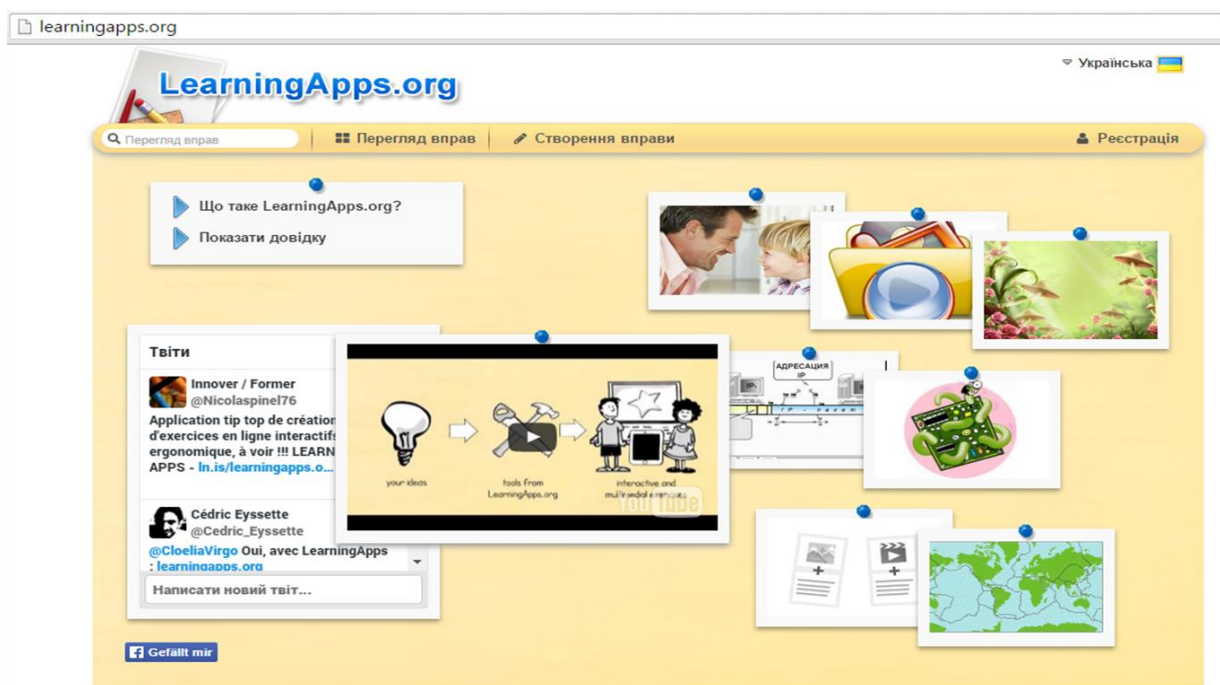 learningapps.org
Українська
LearningApps.org
Перегляд вправ
Перегляд вправ
Створення вправи
Реєстрація
Що таке LearningApps.org?
Показати довідку
Твіти
Innover / Former
@Nicolaspinel76
Application tip top de création
d'exercices en ligne interactifs
ergonomique, à voir !!! LEARN
APPS - ln.is/learningapps.o...
Cédric Eyssette
@Cedric_Eyssette
@CloeliaVirgo Oui, avec LearningApps
: learningapps.org
Написати новий твіт...
your ideas
tools from
LearningApps.org
interactive and
multimedial exercises
YouTube
АДРЕСАЦИЯ
IP
Gefällt mir